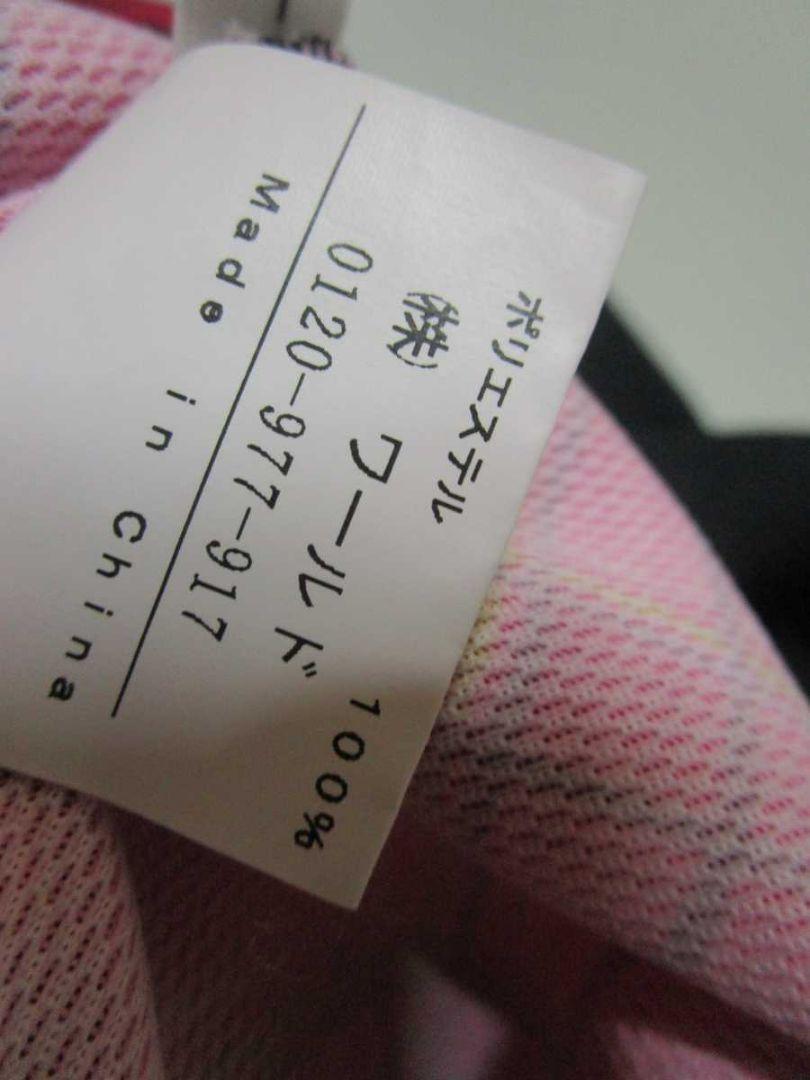 ポリエステル 100%
㈱ ワールド
0120-977-917
Made in China